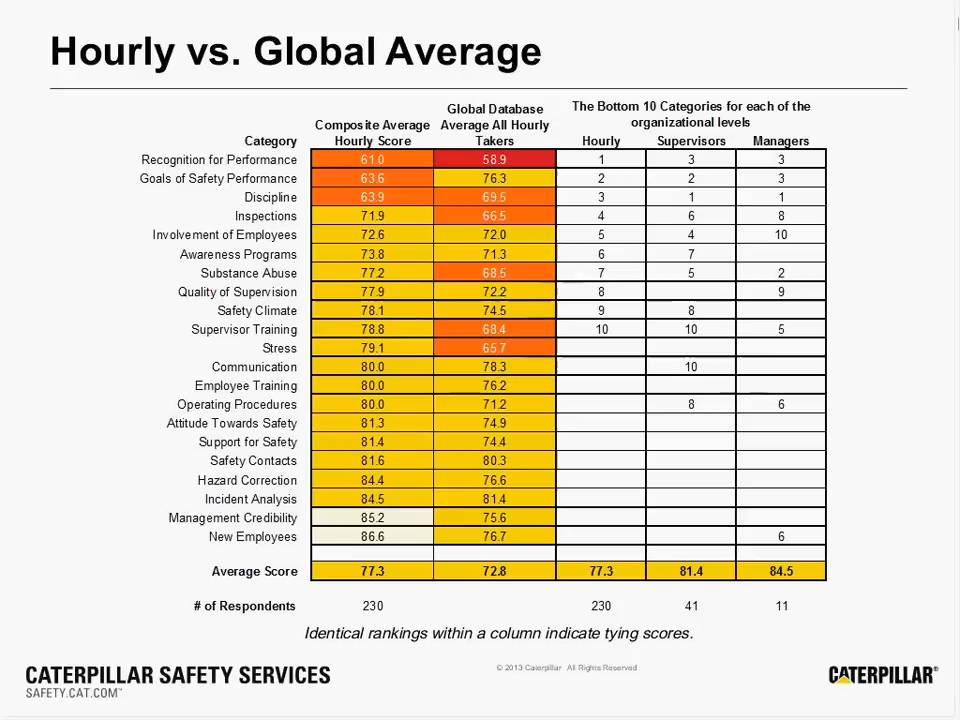 Hourly vs. Global Average
Global Database The Bottom 10 Categories for each of the
Composite Average Average All Hourly organizational levels
Category Hourly Score Takers Hourly Supervisors Managers
Recognition for Performance 61.0 58.9 1 3 3
Goals of Safety Performance 63.6 76.3 2 2 3
Discipline 63.9 69.5 3 1 1
Inspections 71.9 66.5 4 6 8
Involvement of Employees 72.6 72.0 5 4 10
Awareness Programs 73.8 71.3 6 7
Substance Abuse 77.2 68.5 7 5 2
Quality of Supervision 77.9 72.2 8 9
Safety Climate 78.1 74.5 9 8
Supervisor Training 78.8 68.4 10 10 5
Stress 79.1 65.7
Communication 80.0 78.3 10
Employee Training 80.0 76.2
Operating Procedures 80.0 71.2 8 6
Attitude Towards Safety 81.3 74.9
Support for Safety 81.4 74.4
Safety Contacts 81.6 80.3
Hazard Correction 84.4 76.6
Incident Analysis 84.5 81.4
Management Credibility 85.2 75.6
New Employees 86.6 76.7 6
Average Score 77.3 72.8 77.3 81.4 84.5
# of Respondents 230 230 41 11
Identical rankings within a column indicate tying scores.
CATERPILLAR SAFETY SERVICES
SAFETY.CAT.COM™
© 2013 Caterpillar All Rights Reserved
CATERPILLAR®